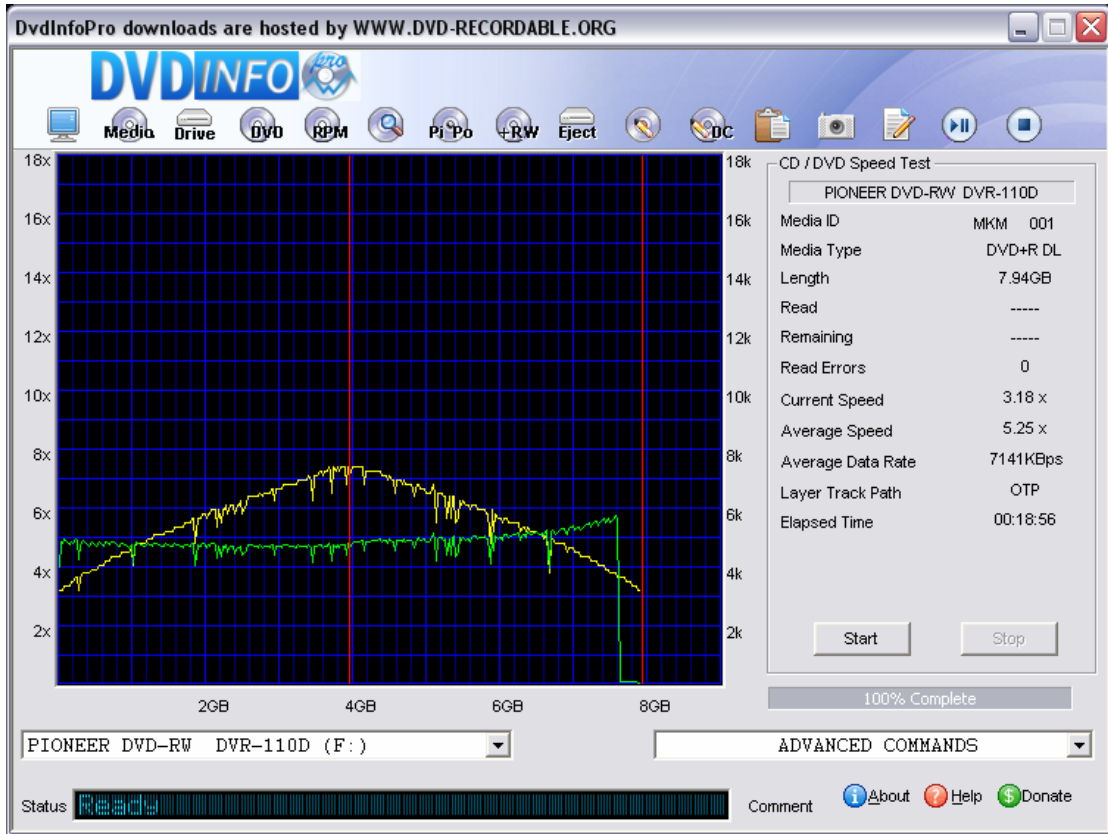 DvdInfoPro downloads are hosted by WWW.DVD-RECORDABLE.ORG
DVDINFO pro
Media Drive DVD RPM Pi Po +RW Eject DC
18x
16x
14x
12x
10x
8x
6x
4x
2x
18k
16k
14k
12k
10k
8k
6k
4k
2k
2GB 4GB 6GB 8GB
CD / DVD Speed Test
PIONEER DVD-RW DVR-110D
Media ID MKM 001
Media Type DVD+R DL
Length 7.94GB
Read -----
Remaining -----
Read Errors 0
Current Speed 3.18 x
Average Speed 5.25 x
Average Data Rate 7141KBps
Layer Track Path OTP
Elapsed Time 00:18:56
Start Stop
100% Complete
PIONEER DVD-RW DVR-110D (F:)
ADVANCED COMMANDS
Status Ready
Comment
About Help Donate